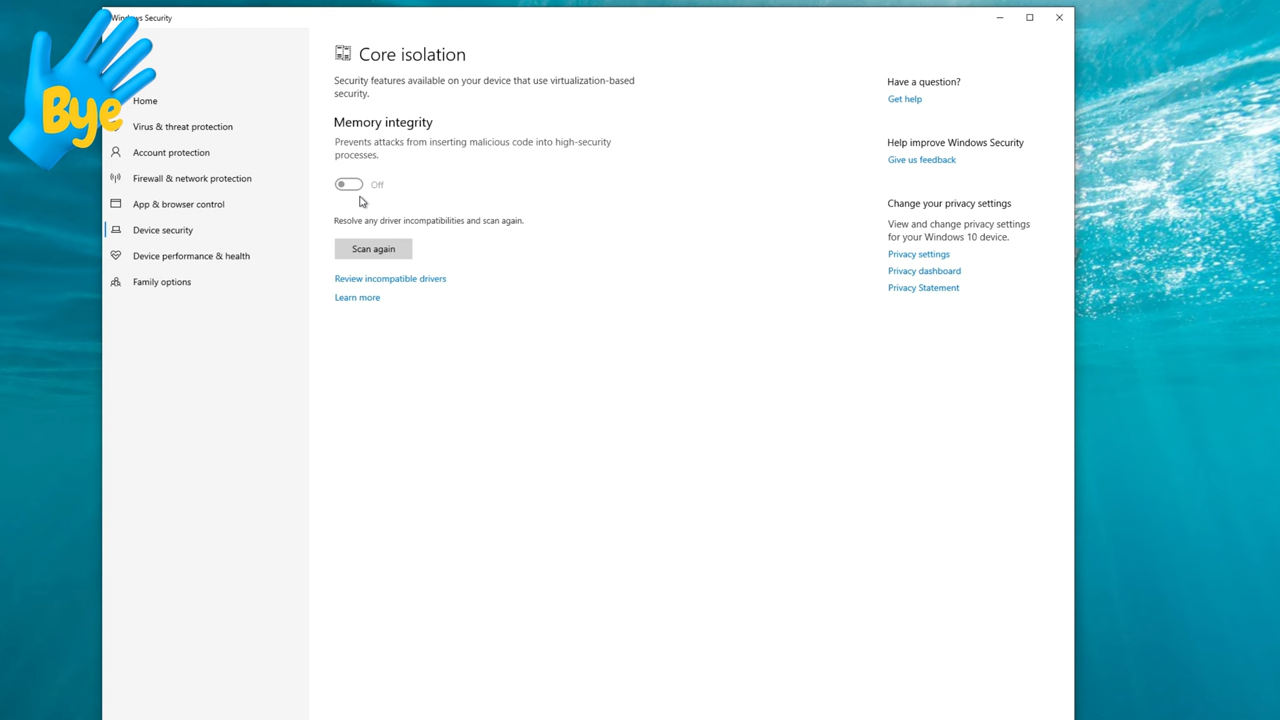 Windows Security
Bye
Home
Virus & threat protection
Account protection
Firewall & network protection
App & browser control
Device security
Device performance & health
Family options
Core isolation
Security features available on your device that use virtualization-based
security.
Memory integrity
Prevents attacks from inserting malicious code into high-security
processes.
Off
Resolve any driver incompatibilities and scan again.
Scan again
Review incompatible drivers
Learn more
Have a question?
Get help
Help improve Windows Security
Give us feedback
Change your privacy settings
View and change privacy settings
for your Windows 10 device.
Privacy settings
Privacy dashboard
Privacy Statement